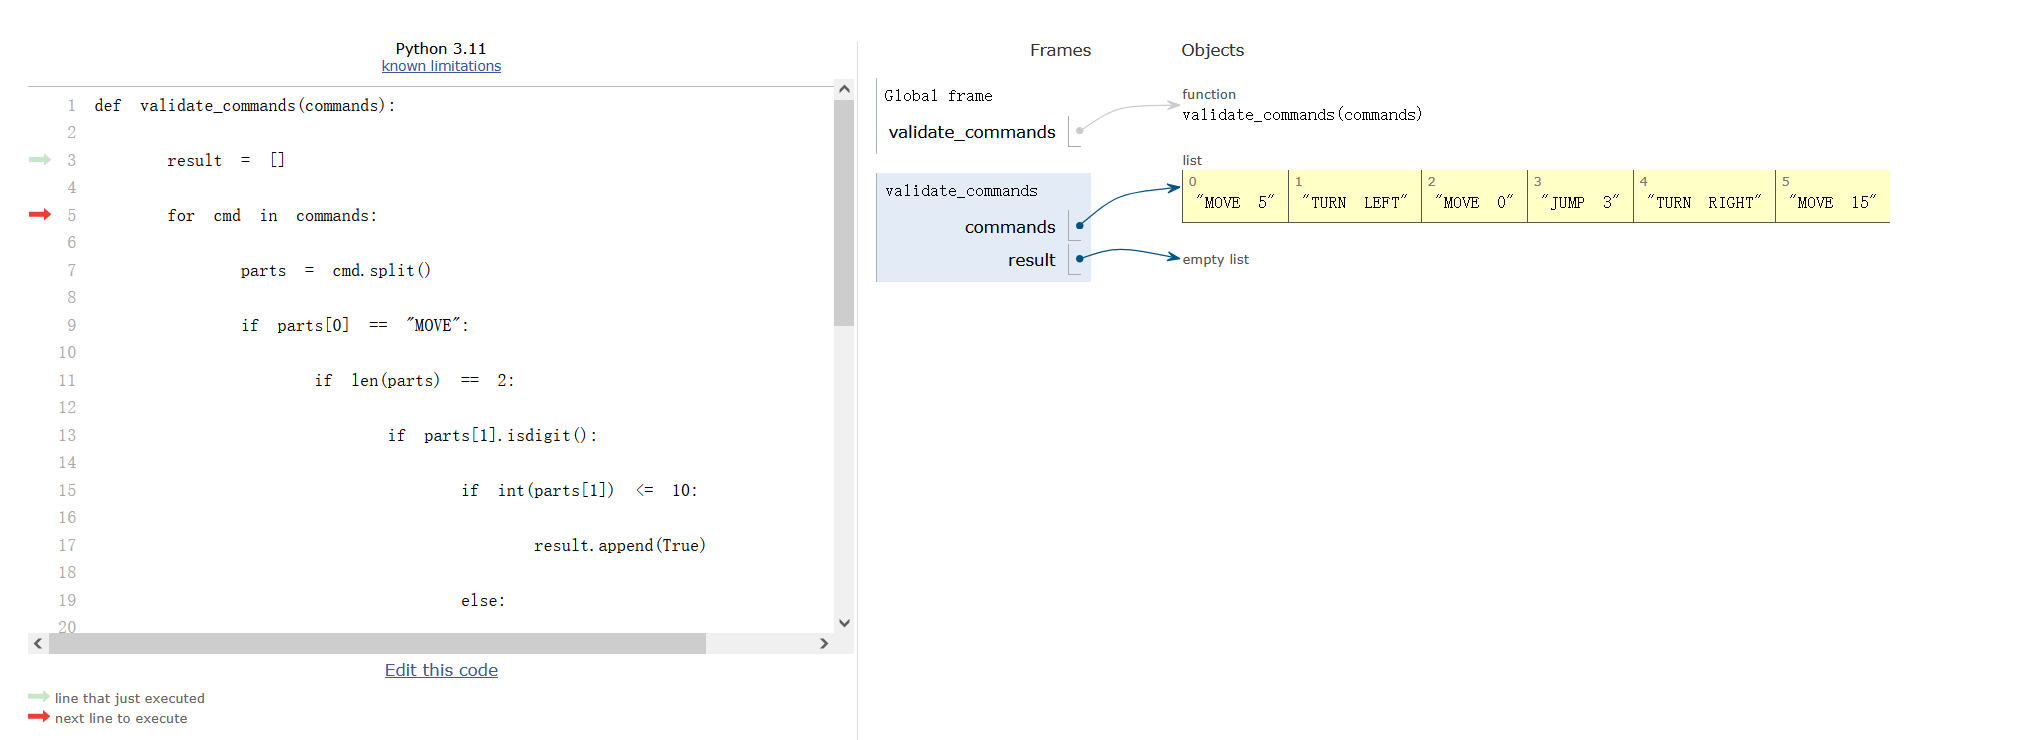 Python 3.11
known limitations
1 def validate_commands(commands):
2
3 result = []
4
5 for cmd in commands:
6
7 parts = cmd.split()
8
9 if parts[0] == "MOVE":
10
11 if len(parts) == 2:
12
13 if parts[1].isdigit():
14
15 if int(parts[1]) <= 10:
16
17 result.append(True)
18
19 else:
20
Edit this code
line that just executed
next line to execute
Frames Objects
Global frame
validate_commands
function
validate_commands(commands)
validate_commands
commands
result
list
0 1 2 3 4 5
"MOVE 5" "TURN LEFT" "MOVE 0" "JUMP 3" "TURN RIGHT" "MOVE 15"
empty list